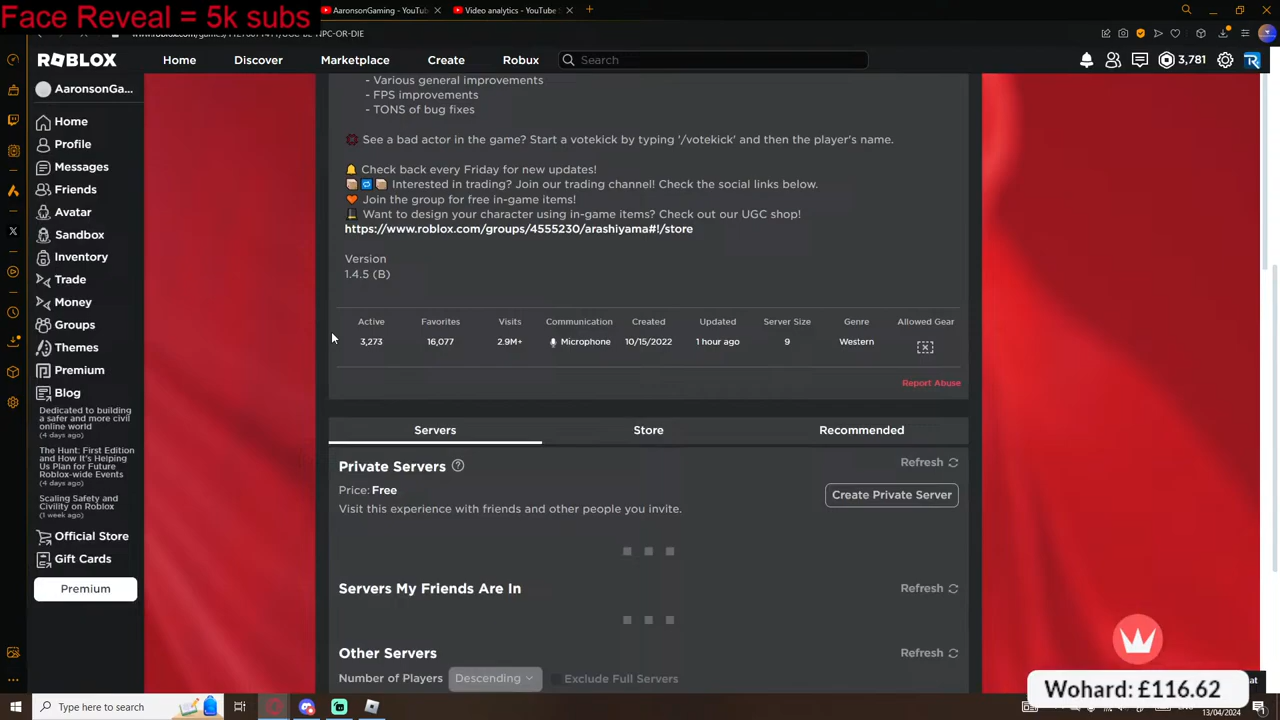 Face Reveal = 5k subs
AaronsonGaming - YouTub
Video analytics - YouTube S
NPC-OR-DIE
ROBLOX
Home
Discover
Marketplace
Create
Robux
Search
3,781
AaronsonGa...
Home
Profile
Messages
Friends
Avatar
Sandbox
Inventory
Trade
Money
Groups
Themes
Premium
Blog
Dedicated to building
a safer and more civil
online world
(4 days ago)
The Hunt: First Edition
and How It's Helping
Us Plan for Future
Roblox-wide Events
(4 days ago)
Scaling Safety and
Civility on Roblox
(1 week ago)
Official Store
Gift Cards
Premium
- Various general improvements
- FPS improvements
- TONS of bug fixes
See a bad actor in the game? Start a votekick by typing '/votekick' and then the player's name.
Check back every Friday for new updates!
Interested in trading? Join our trading channel! Check the social links below.
Join the group for free in-game items!
Want to design your character using in-game items? Check out our UGC shop!
https://www.roblox.com/groups/4555230/arashiyama#!/store
Version
1.4.5 (B)
Active Favorites Visits Communication Created Updated Server Size Genre Allowed Gear
3,273 16,077 2.9M+ Microphone 10/15/2022 1 hour ago 9 Western
Report Abuse
Servers Store Recommended
Private Servers
Refresh
Price: Free
Create Private Server
Visit this experience with friends and other people you invite.
Servers My Friends Are In
Refresh
Other Servers
Refresh
Number of Players
Descending
Exclude Full Servers
Wohard: £116.62
Type here to search
13/04/2024